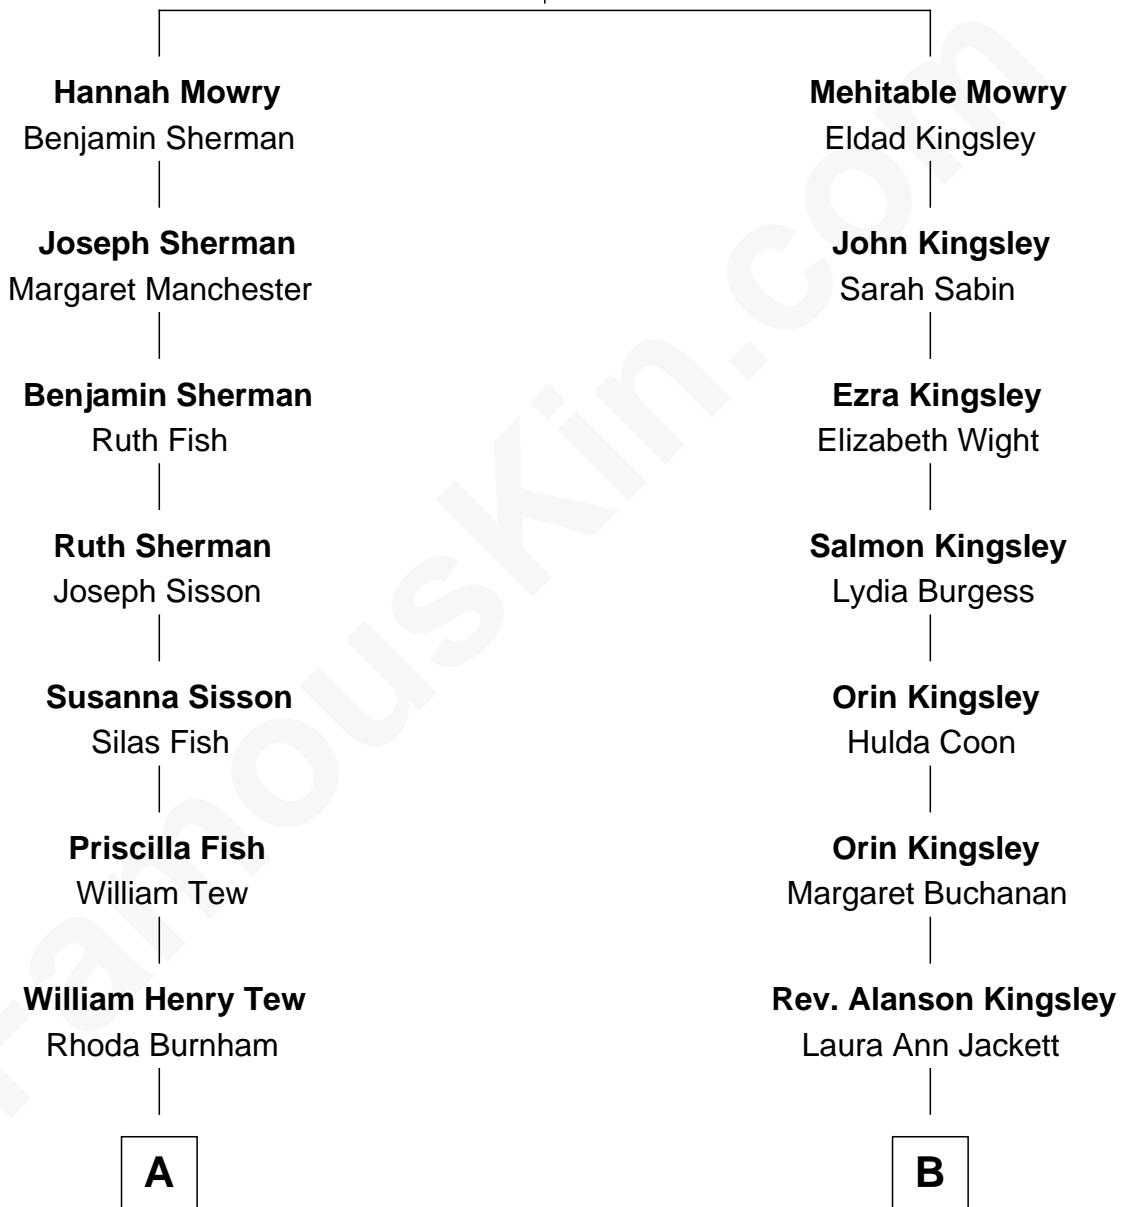 Hannah Mowry
Benjamin Sherman
Joseph Sherman
Margaret Manchester
Benjamin Sherman
Ruth Fish
Ruth Sherman
Joseph Sisson
Susanna Sisson
Silas Fish
Priscilla Fish
William Tew
William Henry Tew
Rhoda Burnham
A
Mehitable Mowry
Eldad Kingsley
John Kingsley
Sarah Sabin
Ezra Kingsley
Elizabeth Wight
Salmon Kingsley
Lydia Burgess
Orin Kingsley
Hulda Coon
Orin Kingsley
Margaret Buchanan
Rev. Alanson Kingsley
Laura Ann Jackett
B
FamousKin.com